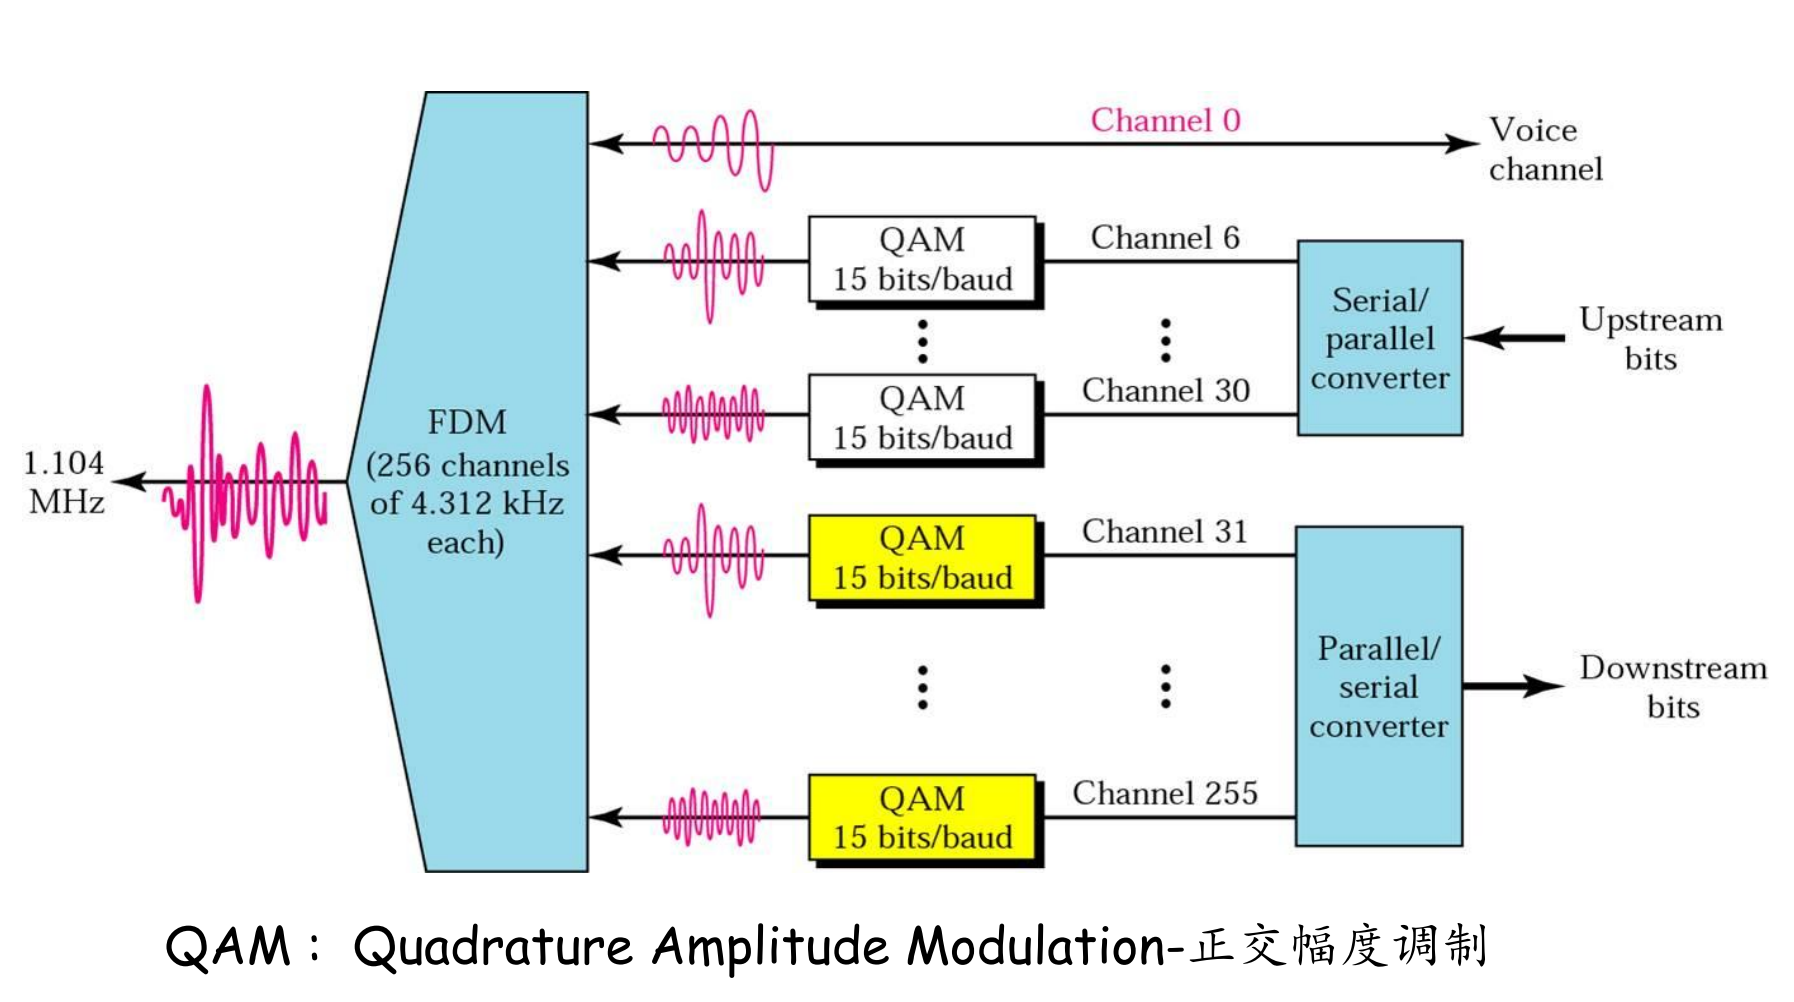 Channel 0
Voice
channel
QAM
15 bits/baud
Channel 6
Serial/
parallel
converter
Upstream
bits
QAM
15 bits/baud
Channel 30
1.104
MHz
FDM
(256 channels
of 4.312 kHz
each)
QAM
15 bits/baud
Channel 31
Parallel/
serial
converter
Downstream
bits
QAM
15 bits/baud
Channel 255
QAM： Quadrature Amplitude Modulation-正交幅度调制